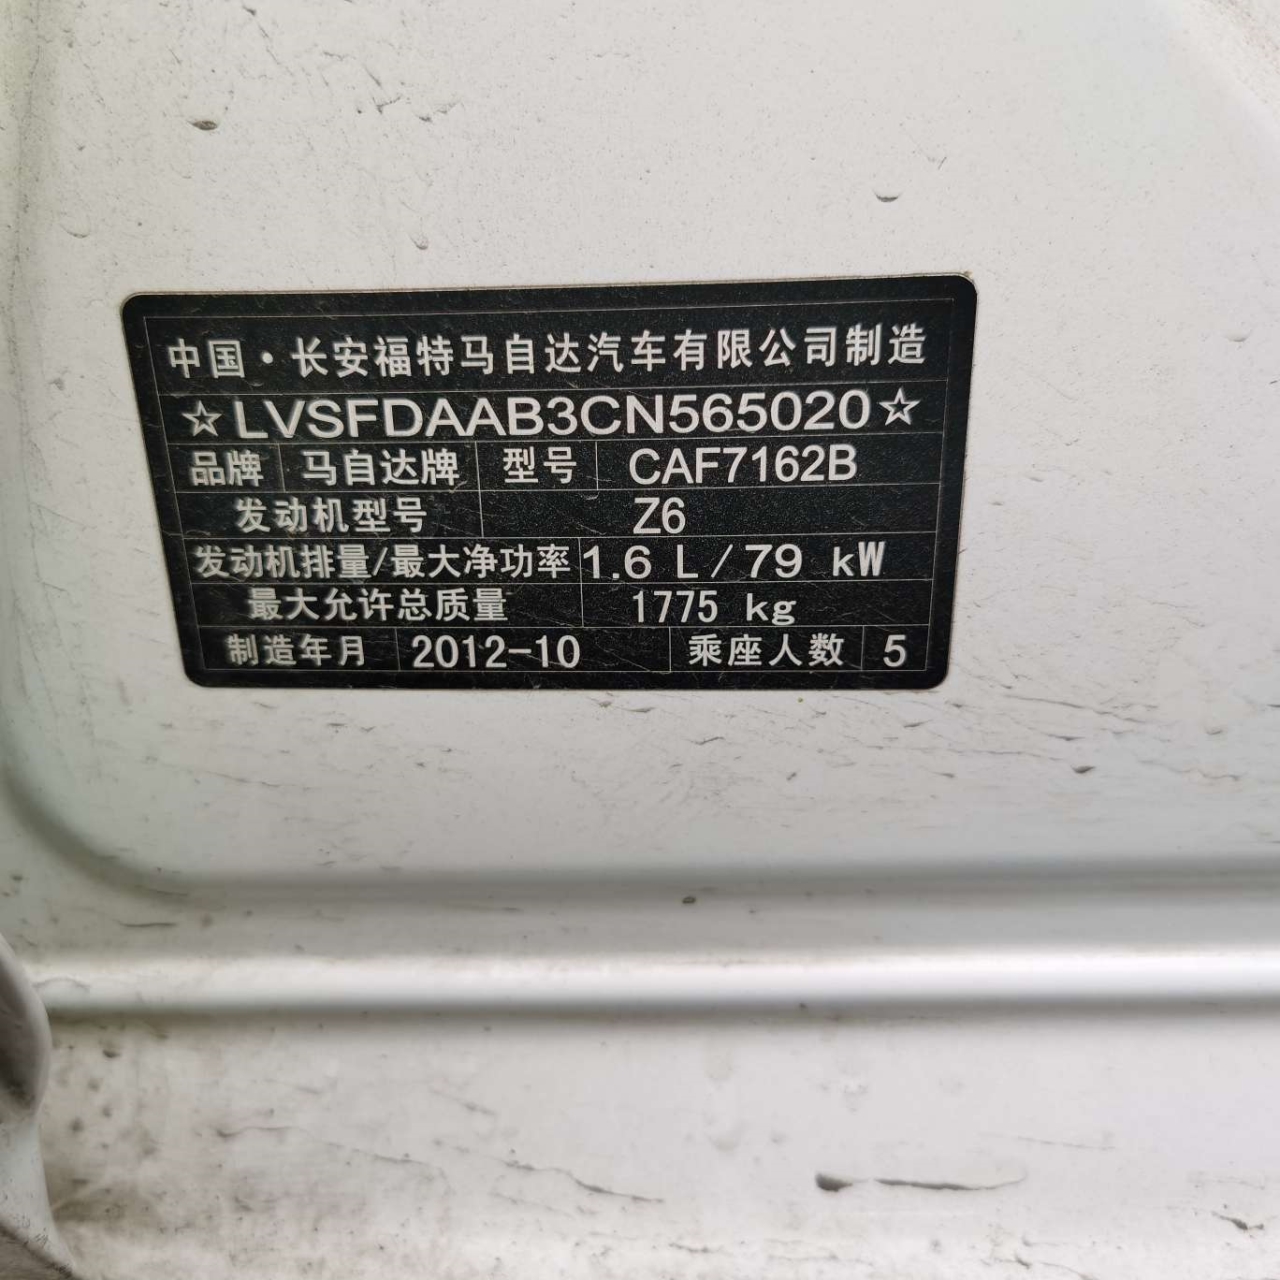 中国·长安福特马自达汽车有限公司制造
☆LVSFDAAB3CN565020☆
品牌 马自达牌 型号 CAF7162B
发动机型号 Z6
发动机排量/最大净功率 1.6 L/79 kW
最大允许总质量 1775 kg
制造年月 2012-10 乘座人数 5